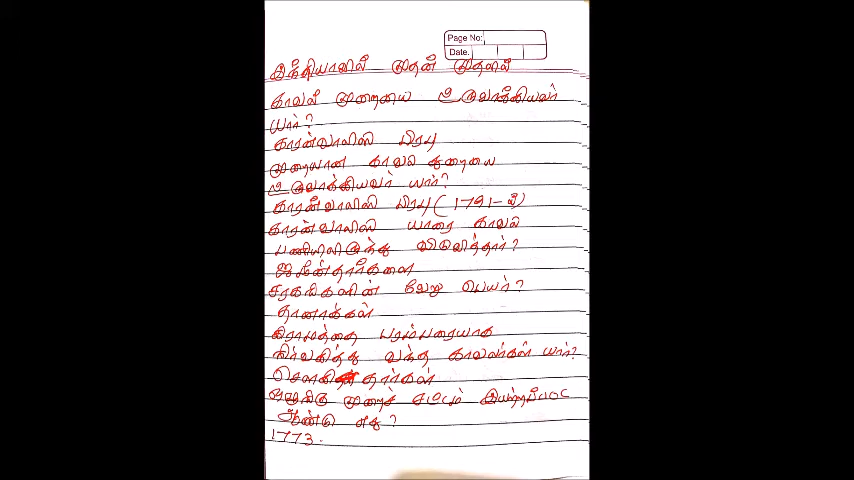 Page No:
Date.
இந்தியாவில் முதன் முதலில்
காவல் முறையை உருவாக்கியவர்
யார்?
காரன்வாலிஸ் பிரபு
முறையான காவல் துறையை
உருவாக்கியவர் யார்?
காரன்வாலிஸ் பிரபு (1791-ல்)
காரன்வாலிஸ் யாரை காவல்
பணியிலிருந்து விடுவித்தார்?
ஜமீன்தார்களை
சரகங்களின் வேறு பெயர்?
தானாக்கள்
கிராமத்தை பரம்பரையாக
நிர்வகித்து வந்த காவலர்கள் யார்?
சௌகிதார்கள்
ஒழுங்கு முறைச் சட்டம் இயற்றப்பட்ட
ஆண்டு எது?
1773.